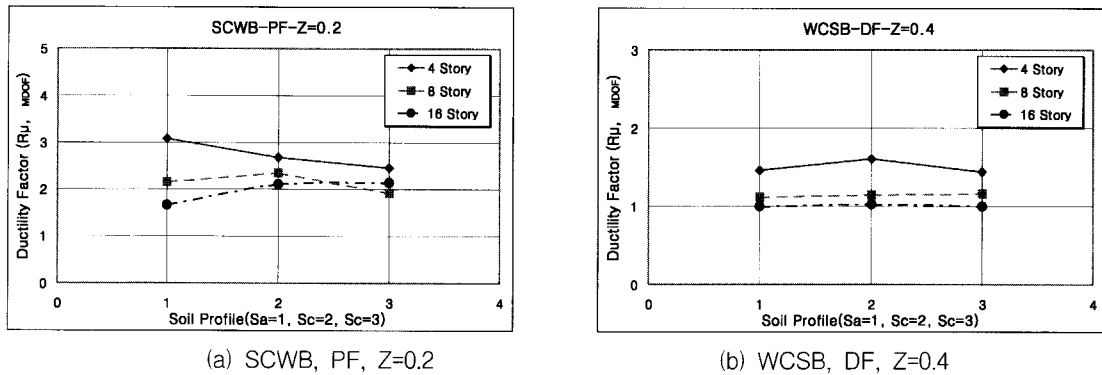 SCWB-PF-Z=0.2
5
4
3
2
1
0
Ductility Factor (Rμ, MDOF)
4 Story
8 Story
16 Story
0 1 2 3 4
Soil Profile(Sa=1, Sc=2, Sc=3)
(a) SCWB, PF, Z=0.2
WCSB-DF-Z=0.4
3
2
1
0
Ductility Factor (Rμ, MDOF)
4 Story
8 Story
16 Story
0 1 2 3 4
Soil Profile(Sa=1, Sc=2, Sc=3)
(b) WCSB, DF, Z=0.4